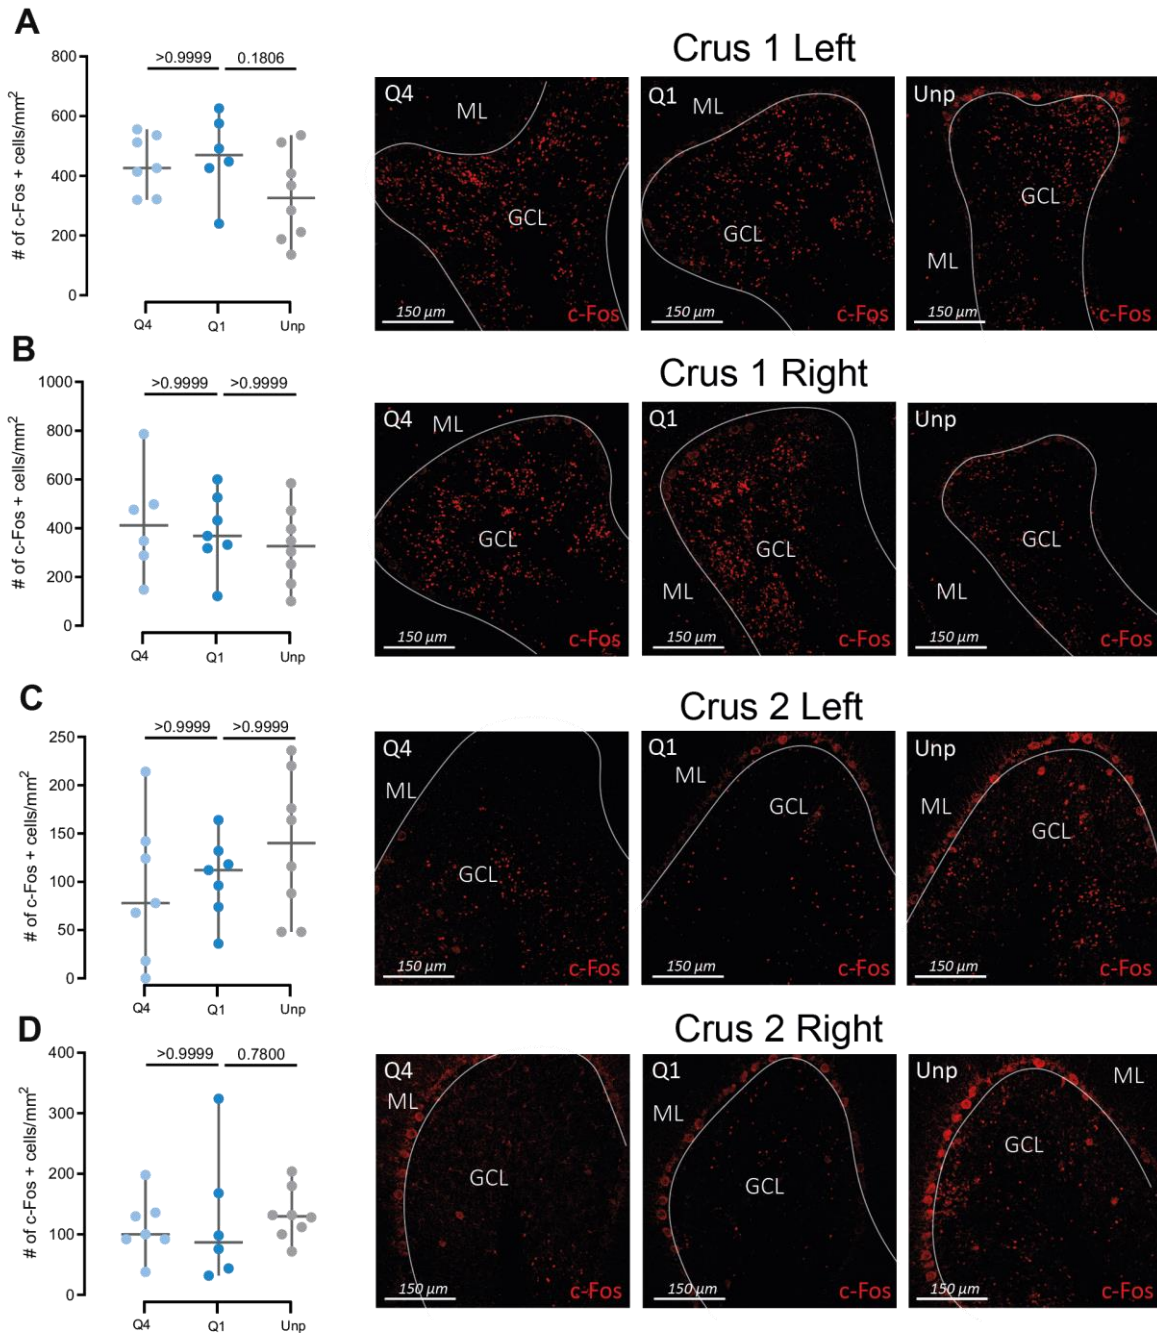 A
Crus 1 Left
# of c-Fos + cells/mm²
800
600
400
200
0
>0.9999
0.1806
Q4
Q1
Unp
Q4
ML
GCL
150 µm
c-Fos
Q1
ML
GCL
150 µm
c-Fos
Unp
GCL
ML
150 µm
c-Fos
B
Crus 1 Right
# of c-Fos + cells/mm²
1000
800
600
400
200
0
>0.9999
>0.9999
Q4
Q1
Unp
Q4
ML
GCL
150 µm
c-Fos
Q1
GCL
ML
150 µm
c-Fos
Unp
GCL
ML
150 µm
c-Fos
C
Crus 2 Left
# of c-Fos + cells/mm²
250
200
150
100
50
0
>0.9999
>0.9999
Q4
Q1
Unp
Q4
ML
GCL
150 µm
c-Fos
Q1
ML
GCL
150 µm
c-Fos
Unp
ML
GCL
150 µm
c-Fos
D
Crus 2 Right
# of c-Fos + cells/mm²
400
300
200
100
0
>0.9999
0.7800
Q4
Q1
Unp
Q4
ML
GCL
150 µm
c-Fos
Q1
ML
GCL
150 µm
c-Fos
Unp
ML
GCL
150 µm
c-Fos